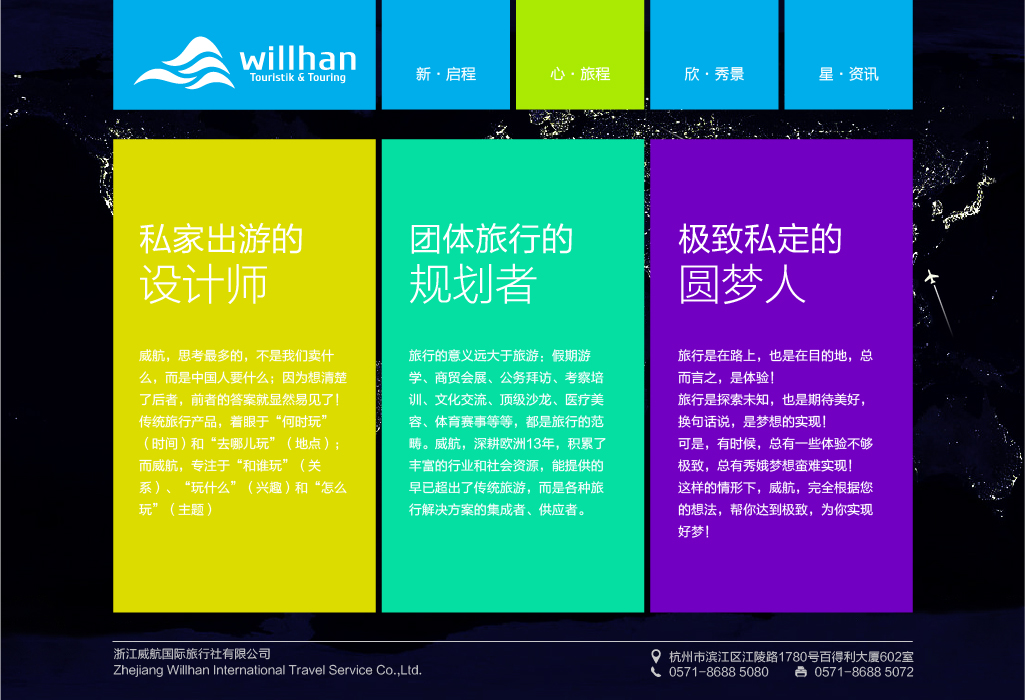 willhan
Touristik & Touring
新·启程
心·旅程
欣·秀景
星·资讯
私家出游的
设计师
威航，思考最多的，不是我们卖什
么，而是中国人要什么；因为想清楚
了后者，前者的答案就显然易见了！
传统旅行产品，着眼于“何时玩”
（时间）和“去哪儿玩”（地点）；
而威航，专注于“和谁玩”（关
系）、“玩什么”（兴趣）和“怎么
玩”（主题）
团体旅行的
规划者
旅行的意义远大于旅游；假期游
学、商贸会展、公务拜访、考察培
训、文化交流、顶级沙龙、医疗美
容、体育赛事等等，都是旅行的范
畴。威航，深耕欧洲13年，积累了
丰富的行业和社会资源，能提供的
早已超出了传统旅游，而是各种旅
行解决方案的集成者、供应者。
极致私定的
圆梦人
旅行是在路上，也是在目的地，总
而言之，是体验！
旅行是探索未知，也是期待美好，
换句话说，是梦想的实现！
可是，有时候，总有一些体验不够
极致，总有秀娥梦想蛮难实现！
这样的情形下，威航，完全根据您
的想法，帮你达到极致，为你实现
好梦！
浙江威航国际旅行社有限公司
Zhejiang Willhan International Travel Service Co.,Ltd.
杭州市滨江区江陵路1780号百得利大厦602室
0571-8688 5080 0571-8688 5072